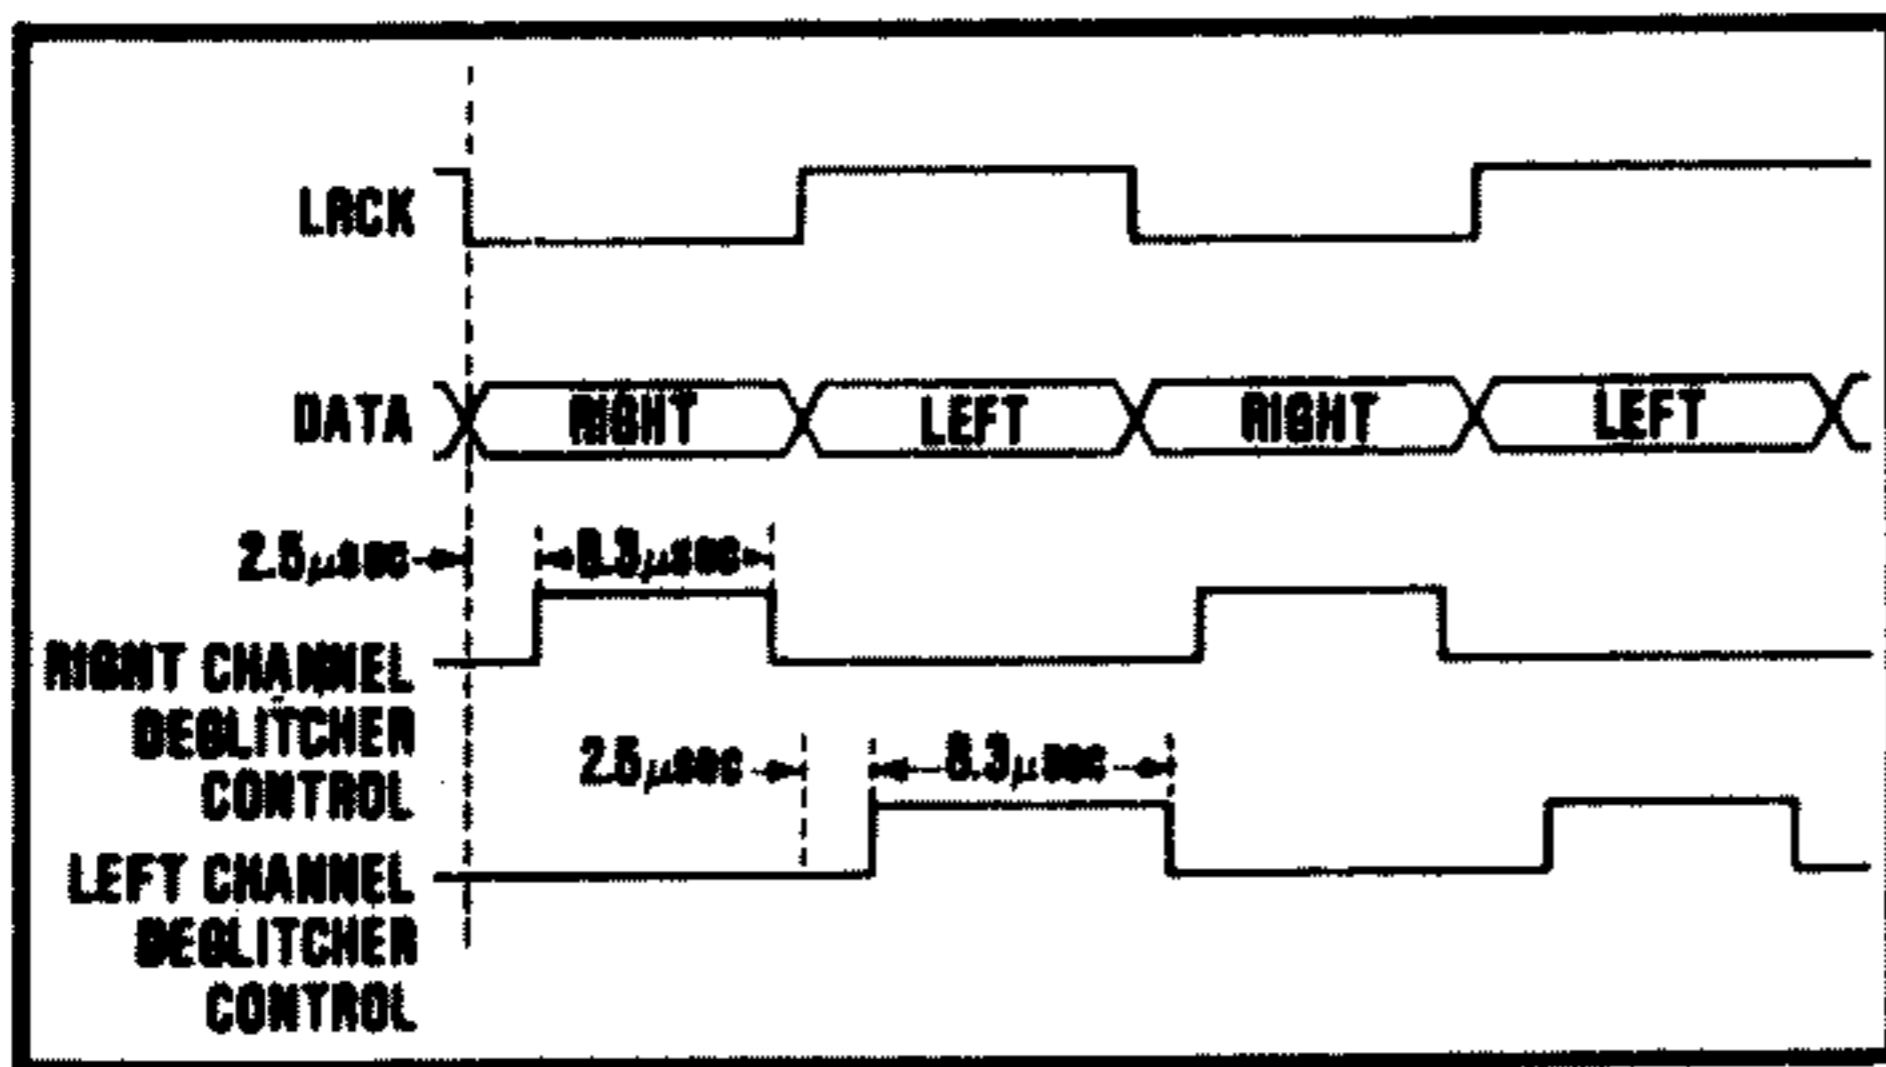 LRCK
DATA RIGHT LEFT RIGHT LEFT
2.5μsec 8.3μsec
RIGHT CHANNEL
DEGLITCHER
CONTROL
2.5μsec 8.3μsec
LEFT CHANNEL
DEGLITCHER
CONTROL